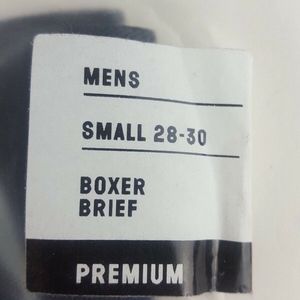 MENS
SMALL 28-30
BOXER
BRIEF
PREMIUM